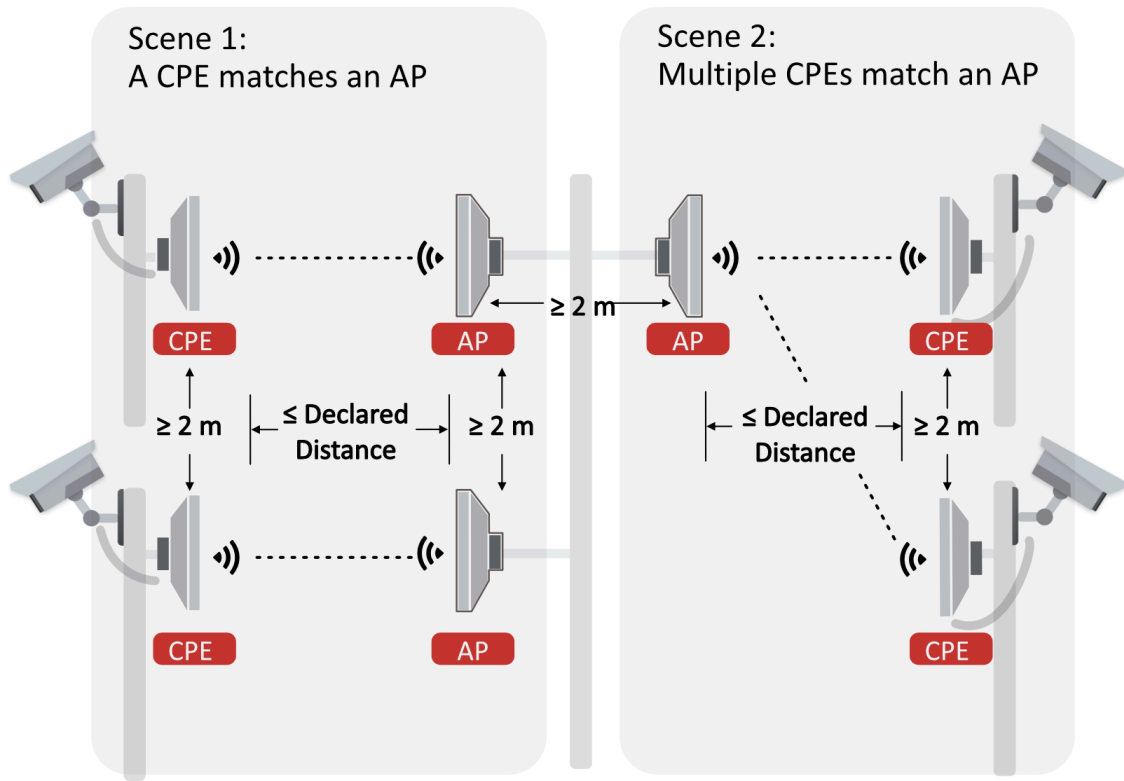 Scene 1:
A CPE matches an AP
Scene 2:
Multiple CPEs match an AP
≥ 2 m
CPE
AP
AP
CPE
≥ 2 m
≤ Declared
Distance
≥ 2 m
≤ Declared
Distance
≥ 2 m
CPE
AP
CPE